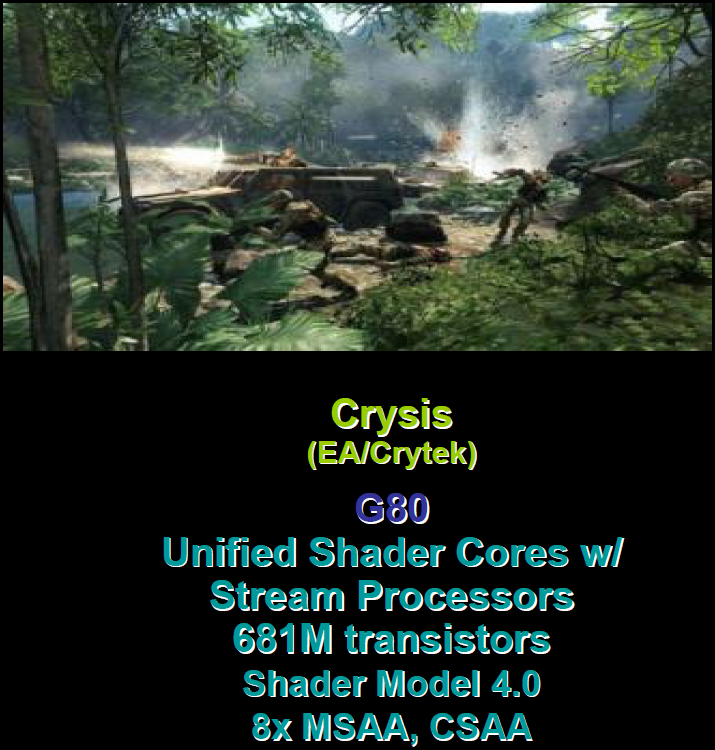 Crysis
(EA/Crytek)
G80
Unified Shader Cores w/
Stream Processors
681M transistors
Shader Model 4.0
8x MSAA, CSAA